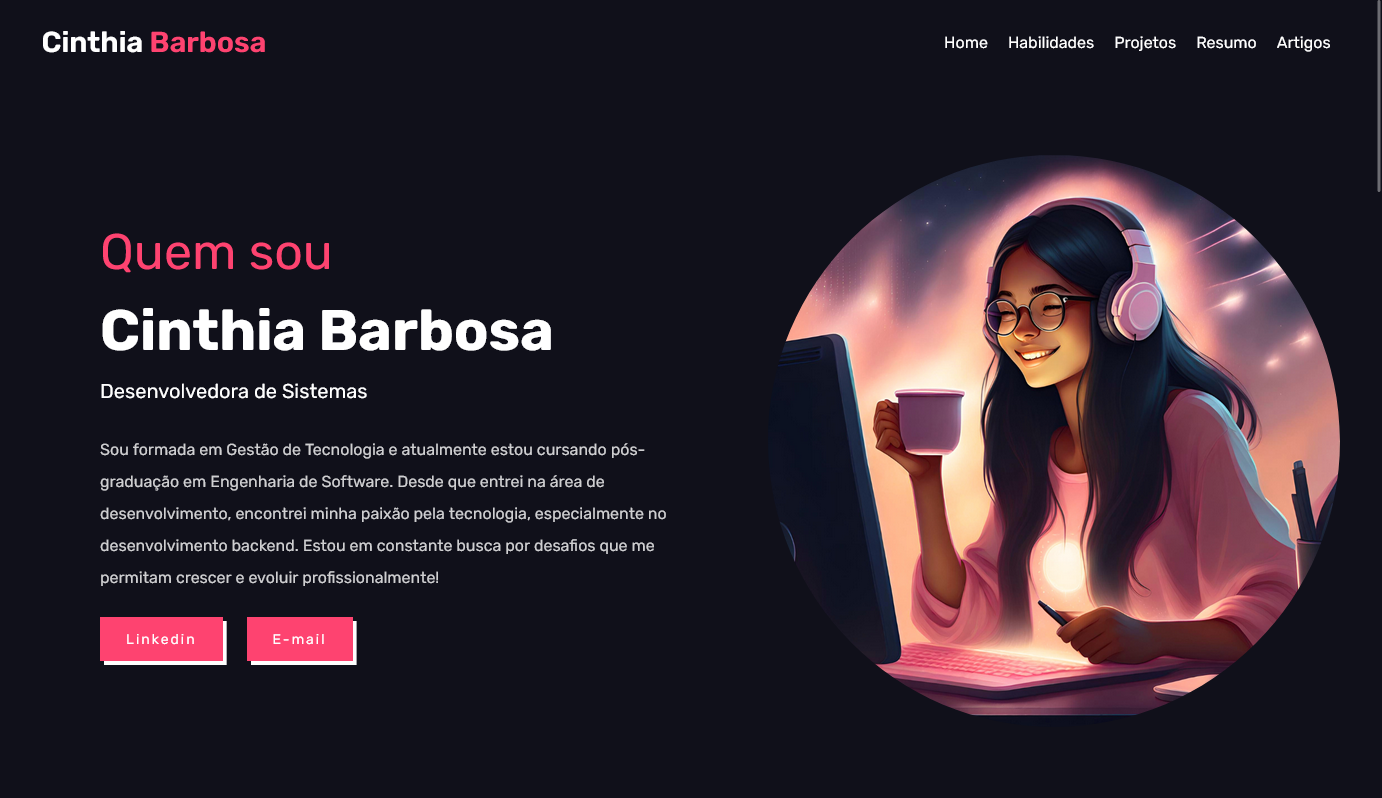 Cinthia Barbosa
Home Habilidades Projetos Resumo Artigos
Quem sou
Cinthia Barbosa
Desenvolvedora de Sistemas
Sou formada em Gestão de Tecnologia e atualmente estou cursando pós-
graduação em Engenharia de Software. Desde que entrei na área de
desenvolvimento, encontrei minha paixão pela tecnologia, especialmente no
desenvolvimento backend. Estou em constante busca por desafios que me
permitam crescer e evoluir profissionalmente!
Linkedin E-mail